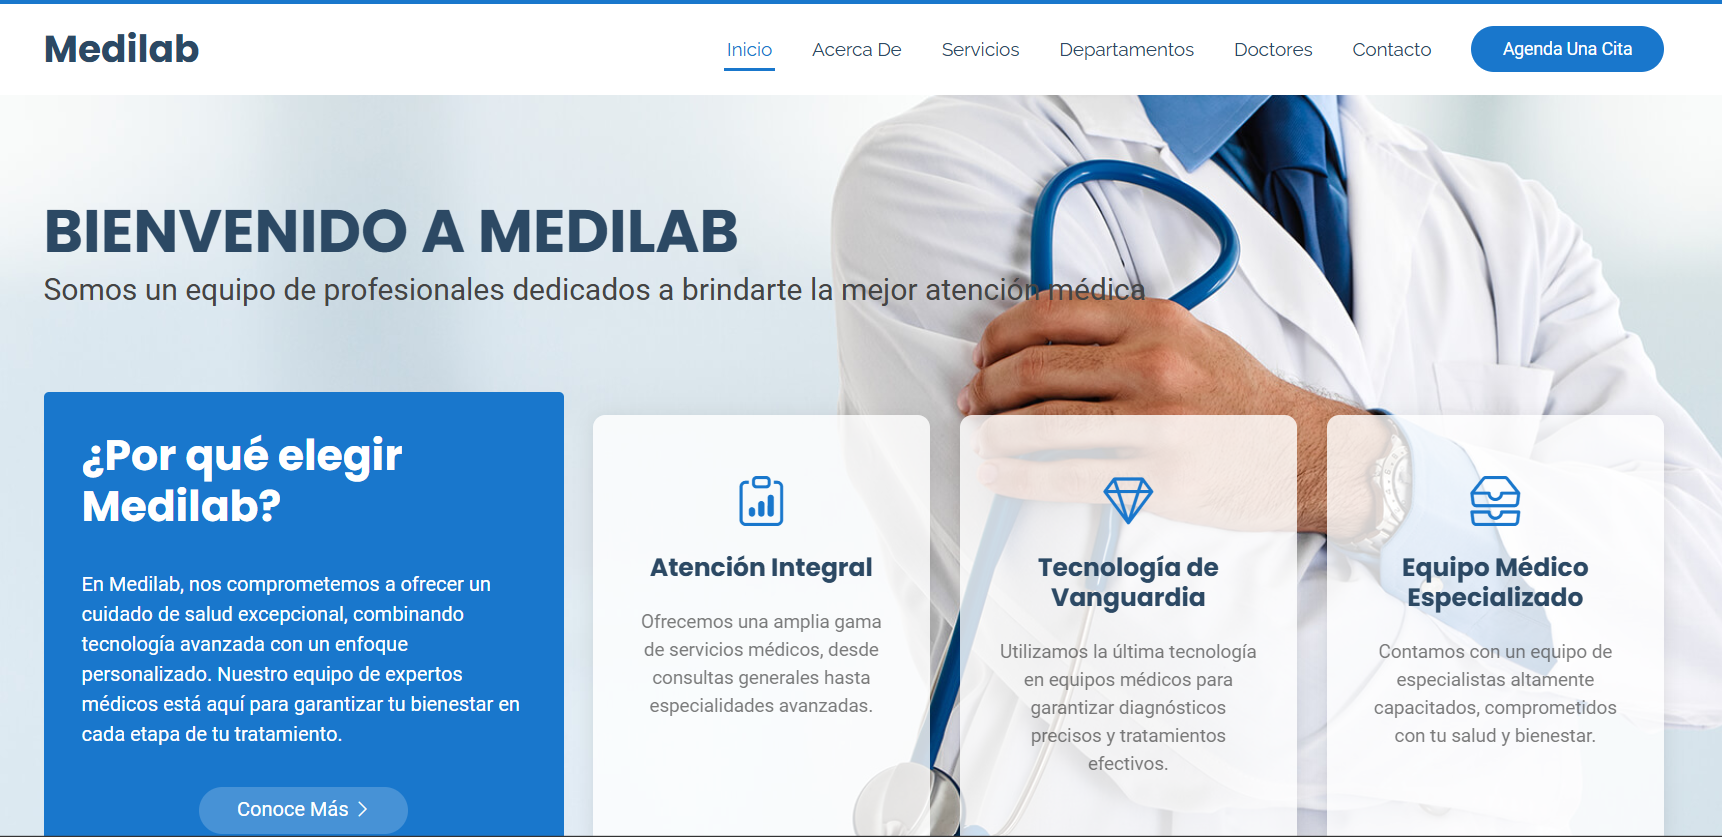 Medilab
Inicio
Acerca De
Servicios
Departamentos
Doctores
Contacto
Agenda Una Cita
BIENVENIDO A MEDILAB
Somos un equipo de profesionales dedicados a brindarte la mejor atención médica
¿Por qué elegir
Medilab?
En Medilab, nos comprometemos a ofrecer un
cuidado de salud excepcional, combinando
tecnología avanzada con un enfoque
personalizado. Nuestro equipo de expertos
médicos está aquí para garantizar tu bienestar en
cada etapa de tu tratamiento.
Conoce Más
Atención Integral
Ofrecemos una amplia gama
de servicios médicos, desde
consultas generales hasta
especialidades avanzadas.
Tecnología de
Vanguardia
Utilizamos la última tecnología
en equipos médicos para
garantizar diagnósticos
precisos y tratamientos
efectivos.
Equipo Médico
Especializado
Contamos con un equipo de
especialistas altamente
capacitados, comprometidos
con tu salud y bienestar.